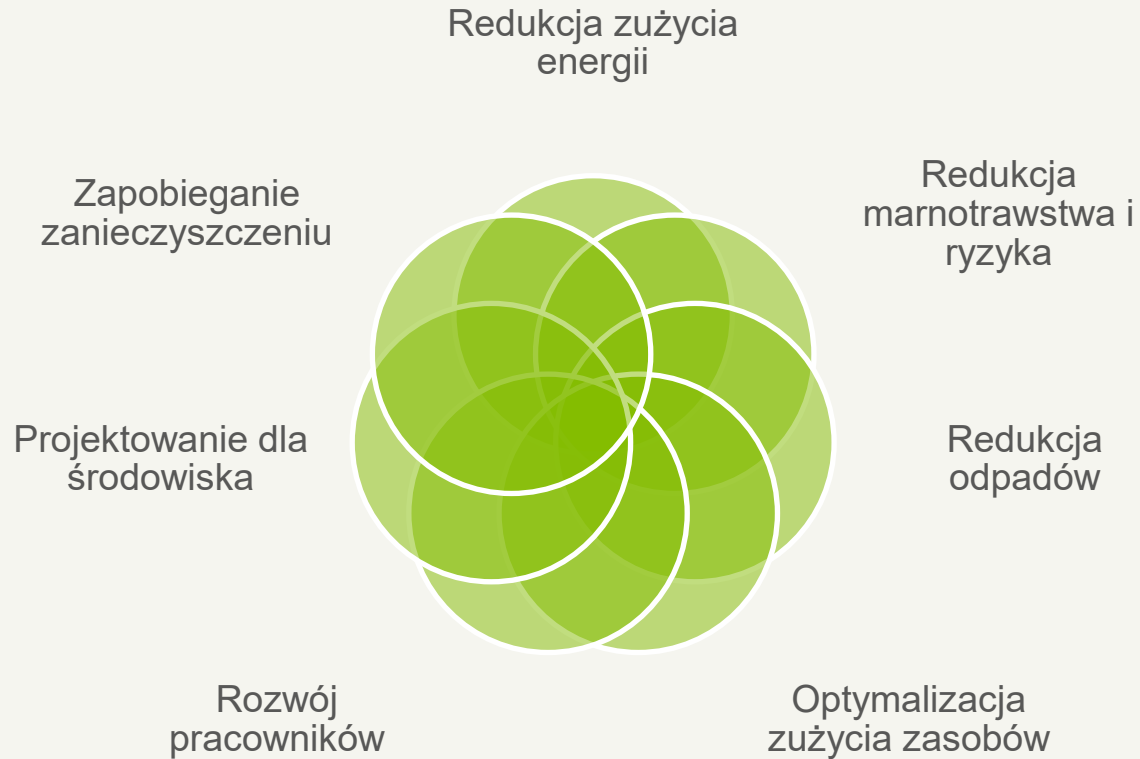 Redukcja zużycia
energii
Redukcja
marnotrawstwa i
ryzyka
Redukcja
odpadów
Optymalizacja
zużycia zasobów
Rozwój
pracowników
Projektowanie dla
środowiska
Zapobieganie
zanieczyszczeniu